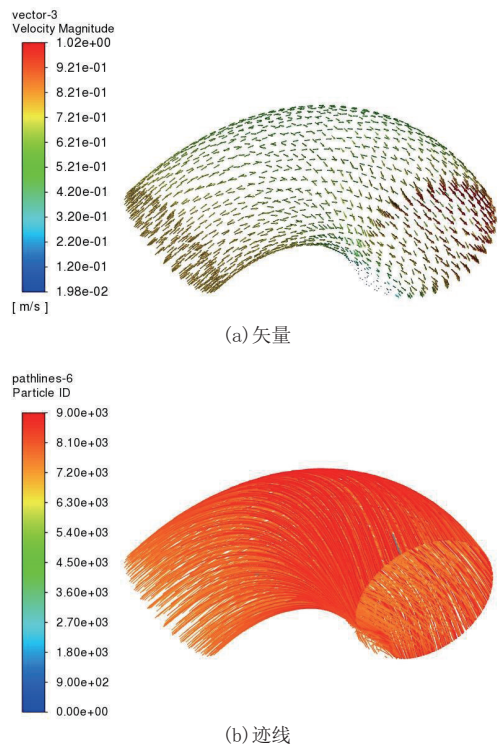 vector-3
Velocity Magnitude
1.02e+00
9.21e-01
8.21e-01
7.21e-01
6.21e-01
5.21e-01
4.20e-01
3.20e-01
2.20e-01
1.20e-01
1.98e-02
[ m/s ]
(a)矢量
pathlines-6
Particle ID
9.00e+03
8.10e+03
7.20e+03
6.30e+03
5.40e+03
4.50e+03
3.60e+03
2.70e+03
1.80e+03
9.00e+02
0.00e+00
(b)迹线